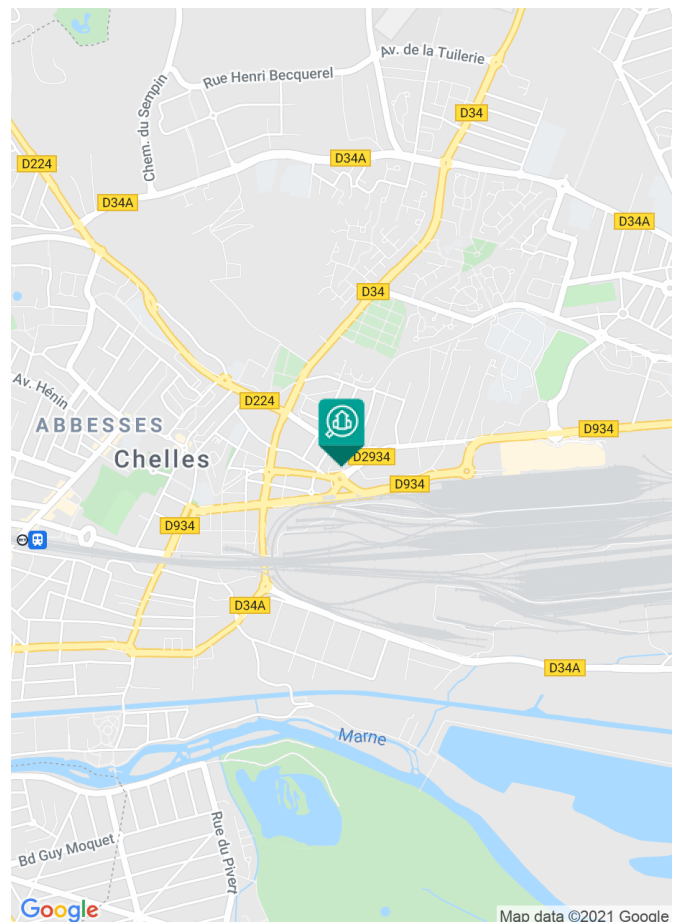 Av. de la Tuilerie
Rue Henri Becquerel
Chem. du Sempin
D34
D224
D34A
D34A
D34A
D34
Av. Hénin
D224
ABBESSES
D934
Chelles
D2934
D934
D934
D34A
D34A
Marne
Bd Guy Moquet
Rue du Pivert
Google
Map data ©2021 Google